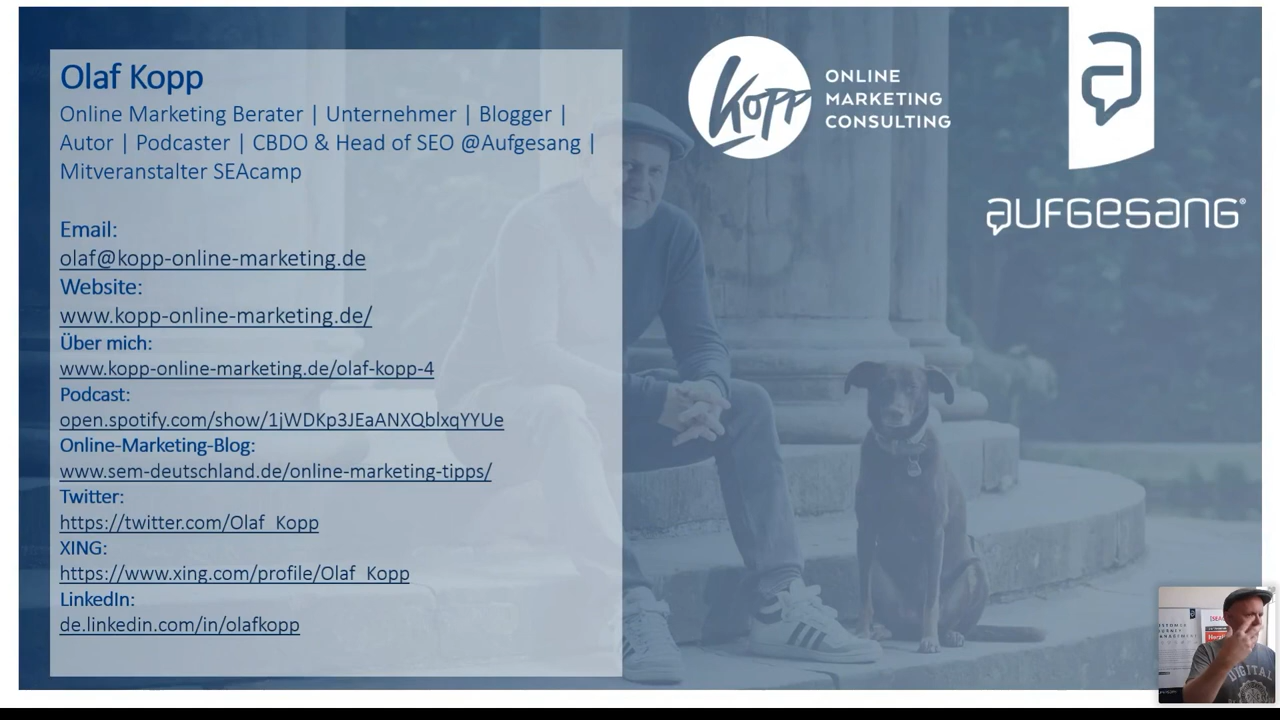 Olaf Kopp
Online Marketing Berater | Unternehmer | Blogger |
Autor | Podcaster | CBDO & Head of SEO @Aufgesang |
Mitveranstalter SEAcamp
Email:
olaf@kopp-online-marketing.de
Website:
www.kopp-online-marketing.de/
Über mich:
www.kopp-online-marketing.de/olaf-kopp-4
Podcast:
open.spotify.com/show/1jWDKp3JEaANXQblxqYYUe
Online-Marketing-Blog:
www.sem-deutschland.de/online-marketing-tipps/
Twitter:
https://twitter.com/Olaf_Kopp
XING:
https://www.xing.com/profile/Olaf_Kopp
LinkedIn:
de.linkedin.com/in/olafkopp
Kopp
ONLINE
MARKETING
CONSULTING
aufgesang®
DIGITAL